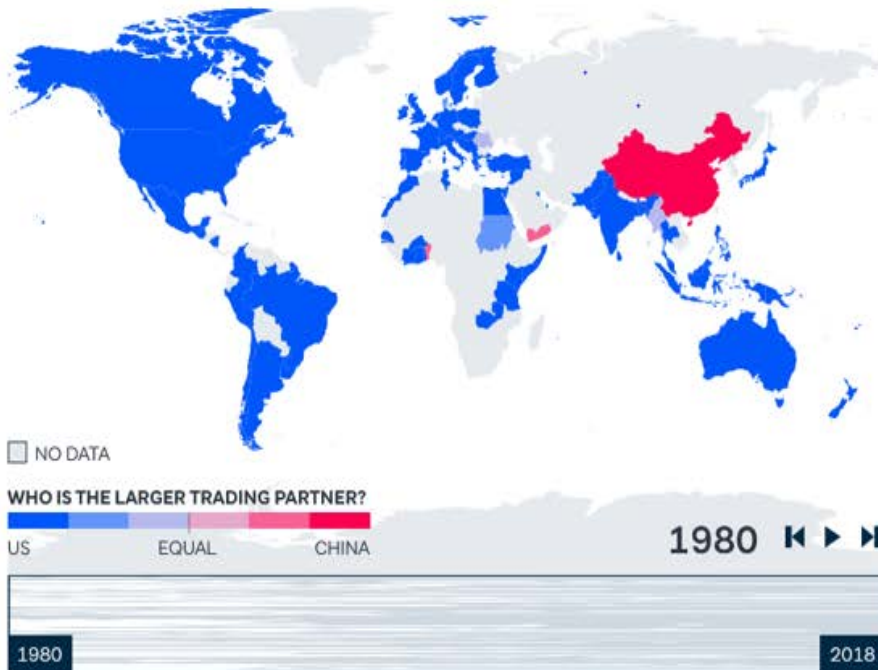 NO DATA
WHO IS THE LARGER TRADING PARTNER?
US EQUAL CHINA
1980
1980 2018